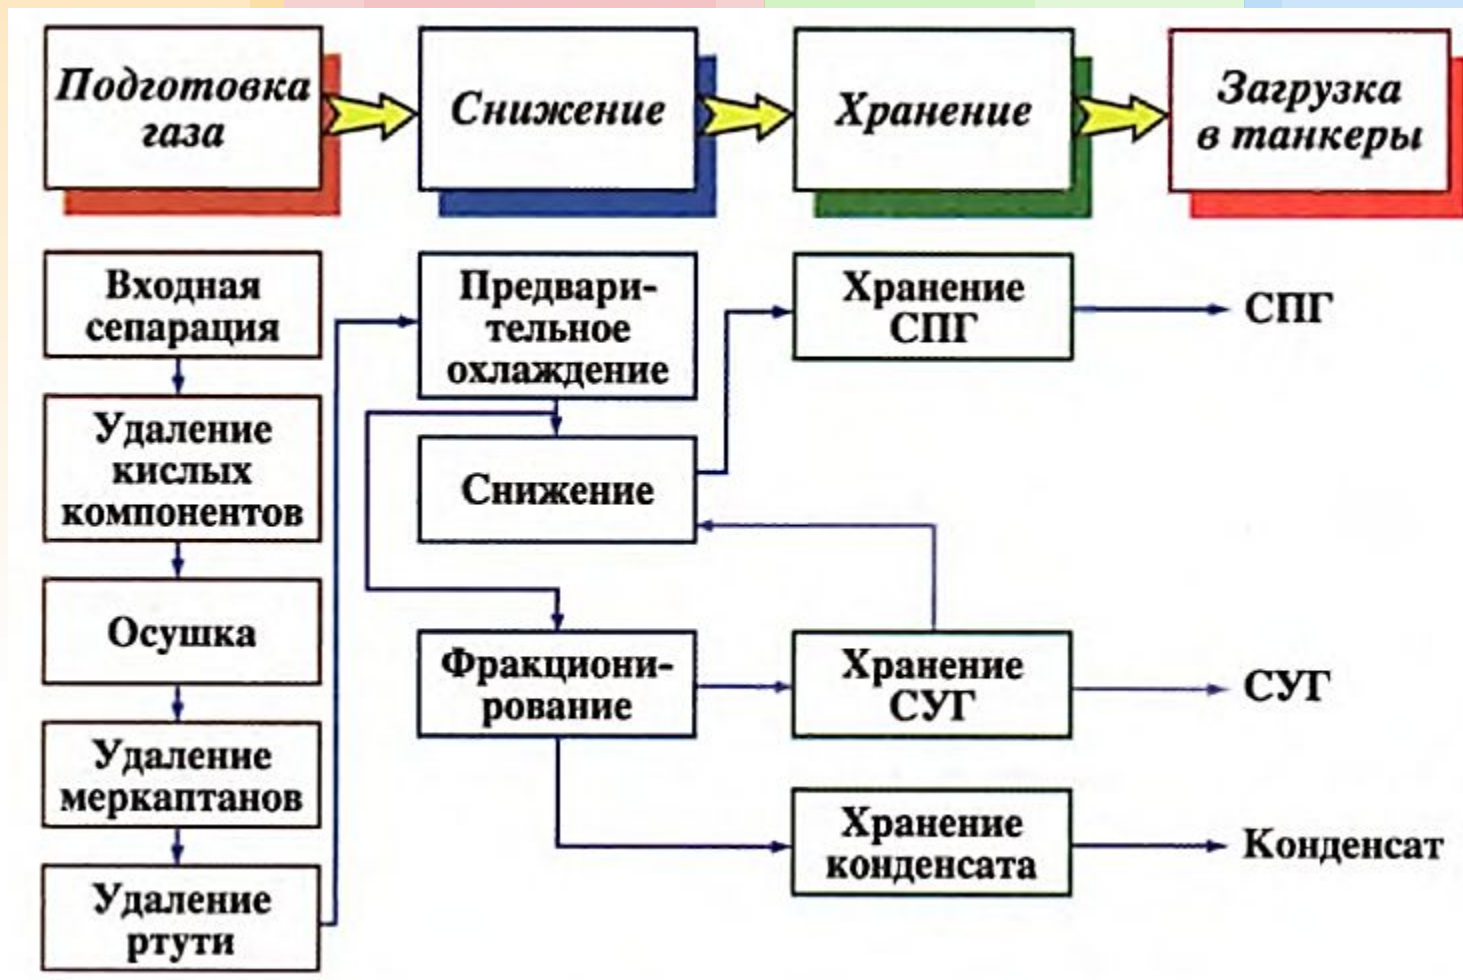 Подготовка
газа
Снижение
Хранение
Загрузка
в танкеры
Входная
сепарация
Удаление
кислых
компонентов
Осушка
Удаление
меркаптанов
Удаление
ртути
Предвари-
тельное
охлаждение
Снижение
Фракциони-
рование
Хранение
СПГ
Хранение
СУГ
Хранение
конденсата
СПГ
СУГ
Конденсат